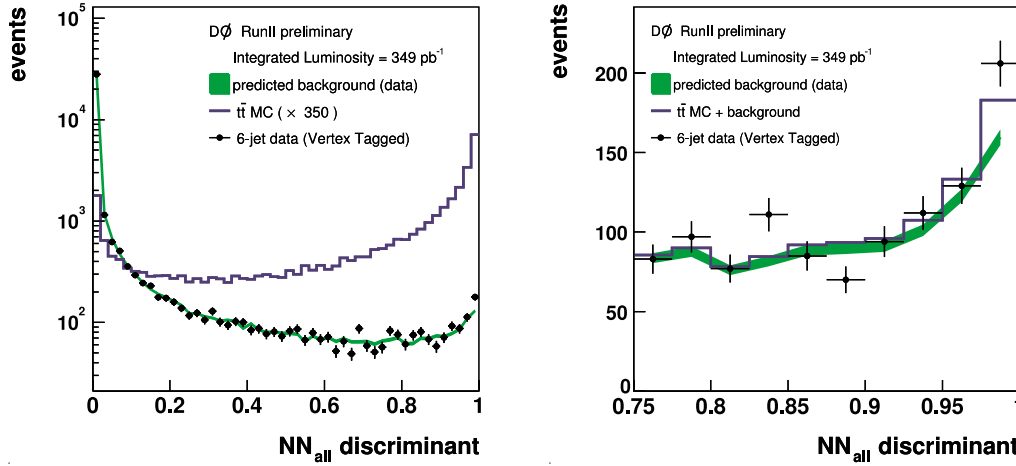 events
10⁵
10⁴
10³
10²
DØ RunII preliminary
Integrated Luminosity = 349 pb⁻¹
predicted background (data)
tt̄ MC ( × 350)
6-jet data (Vertex Tagged)
0 0.2 0.4 0.6 0.8 1
NN_all discriminant
events
200
150
100
50
0
DØ RunII preliminary
Integrated Luminosity = 349 pb⁻¹
predicted background (data)
tt̄ MC + background
6-jet data (Vertex Tagged)
0.75 0.8 0.85 0.9 0.95 1
NN_all discriminant